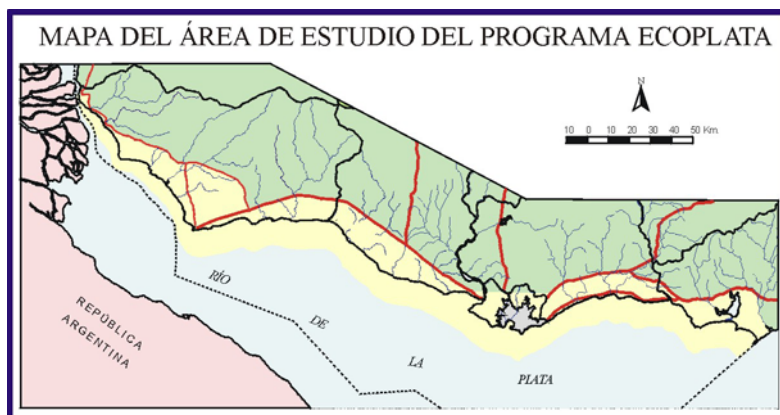 MAPA DEL ÁREA DE ESTUDIO DEL PROGRAMA ECOPLATA
N
10 0 10 20 30 40 50 Km.
RÍO
DE
LA
PLATA
REPÚBLICA
ARGENTINA